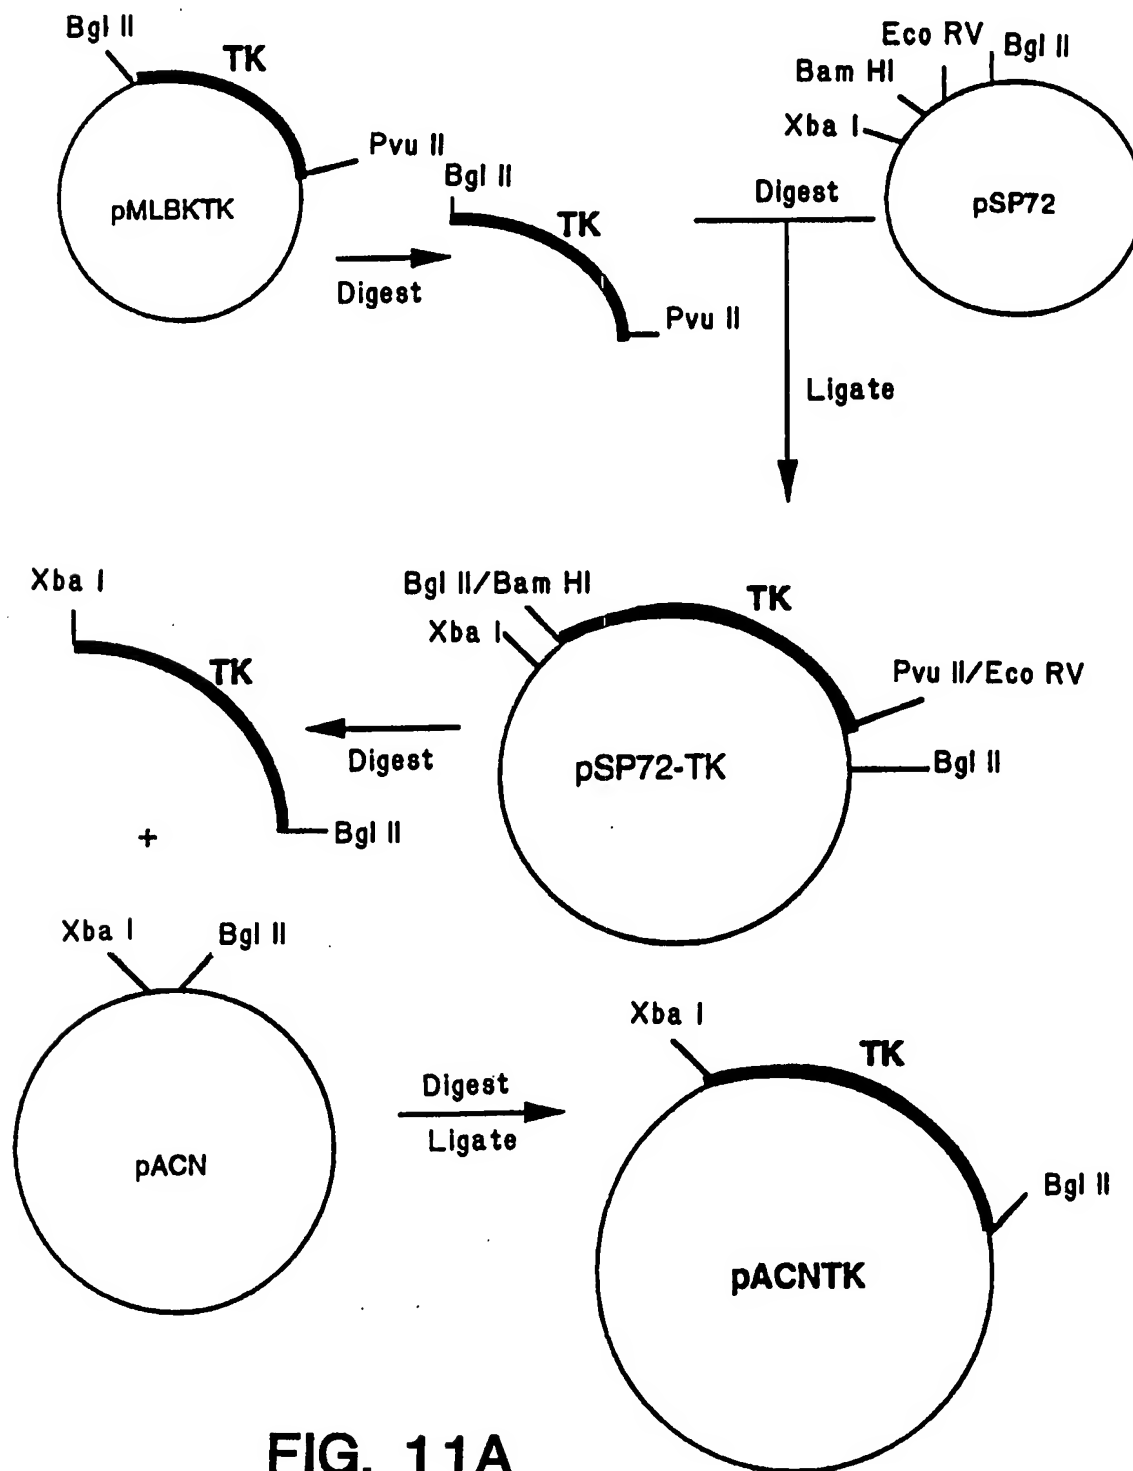 Bgl II
TK
Pvu II
pMLBKTK
Digest
Bgl II
TK
Pvu II
Eco RV
Bgl II
Bam HI
Xba I
pSP72
Digest
Ligate
Xba I
TK
Bgl II
Digest
Bgl II/Bam HI
Xba I
TK
Pvu II/Eco RV
Bgl II
pSP72-TK
+
Xba I
Bgl II
pACN
Digest
Ligate
Xba I
TK
Bgl II
pACNTK
FIG. 11A